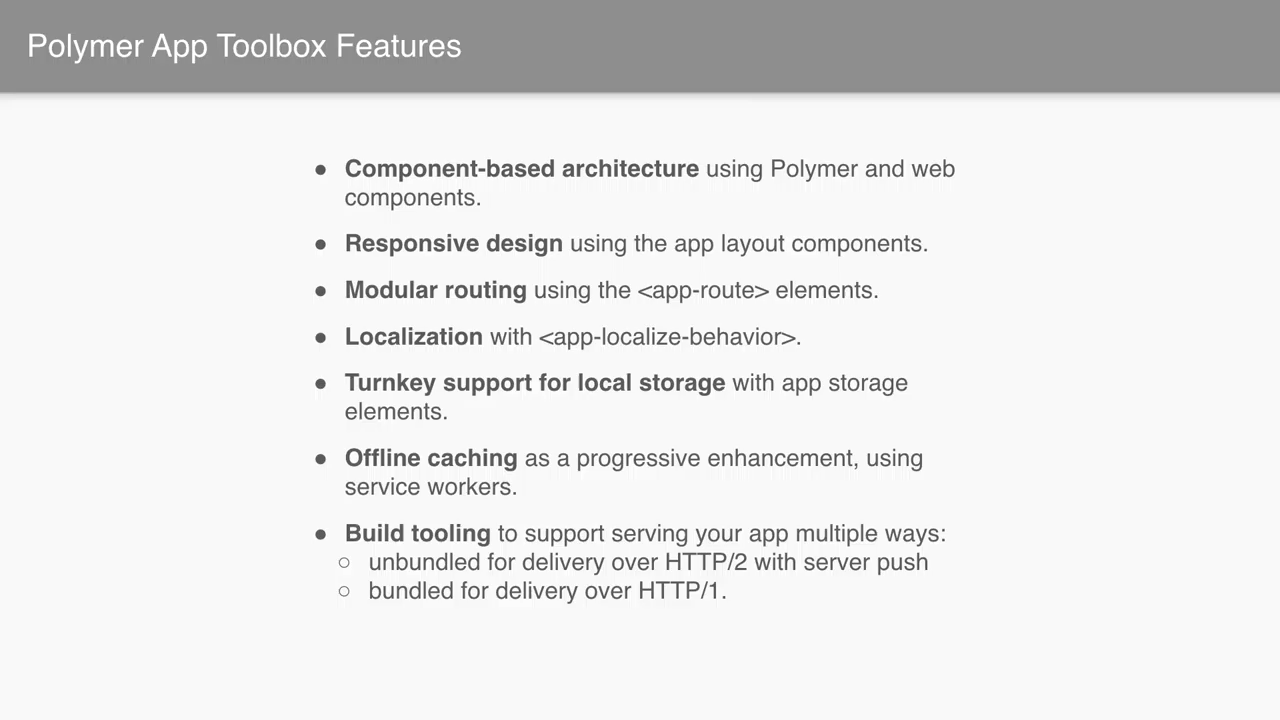 Polymer App Toolbox Features
● Component-based architecture using Polymer and web
components.
● Responsive design using the app layout components.
● Modular routing using the <app-route> elements.
● Localization with <app-localize-behavior>.
● Turnkey support for local storage with app storage
elements.
● Offline caching as a progressive enhancement, using
service workers.
● Build tooling to support serving your app multiple ways:
○ unbundled for delivery over HTTP/2 with server push
○ bundled for delivery over HTTP/1.